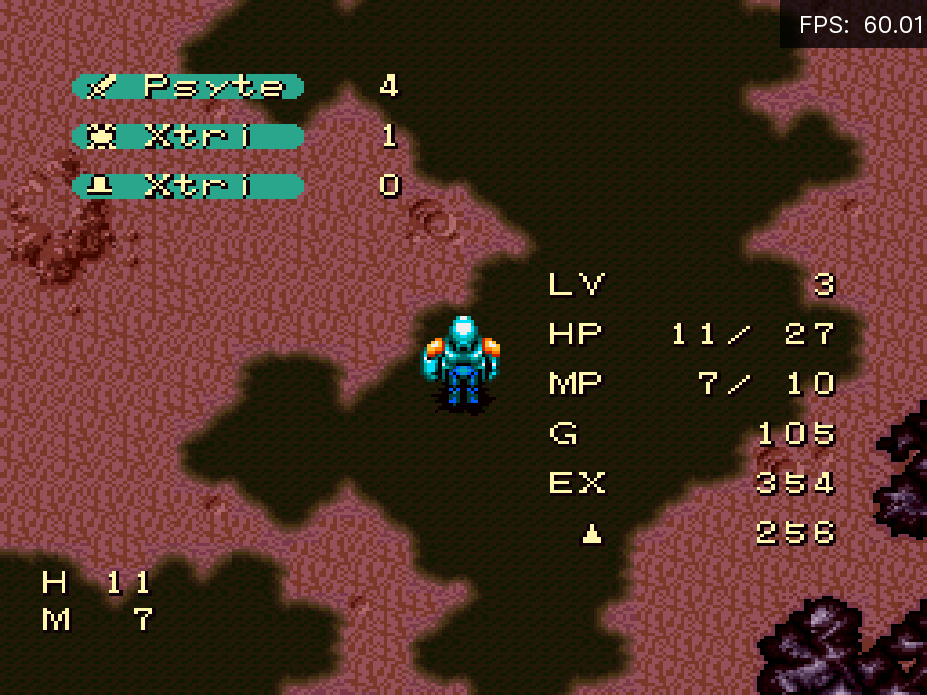 FPS: 60.01
Psyte 4
Xtri 1
Xtri 0
LV 3
HP 11/ 27
MP 7/ 10
G 105
EX 354
256
H 11
M 7